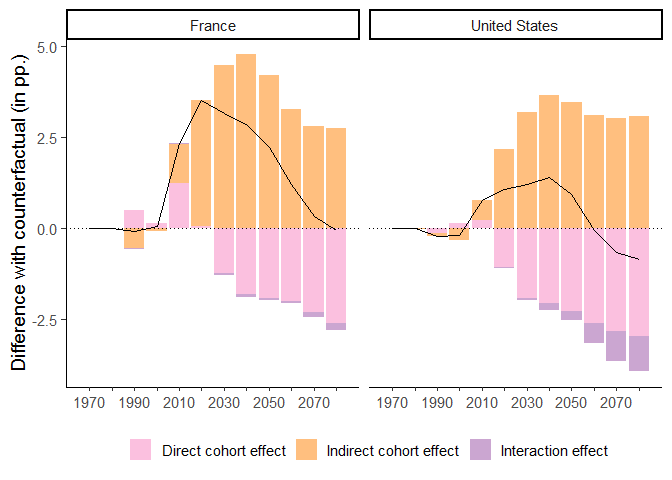 France
United States
Difference with counterfactual (in pp.)
5.0
2.5
0.0
-2.5
1970 1990 2010 2030 2050 2070
1970 1990 2010 2030 2050 2070
Direct cohort effect
Indirect cohort effect
Interaction effect